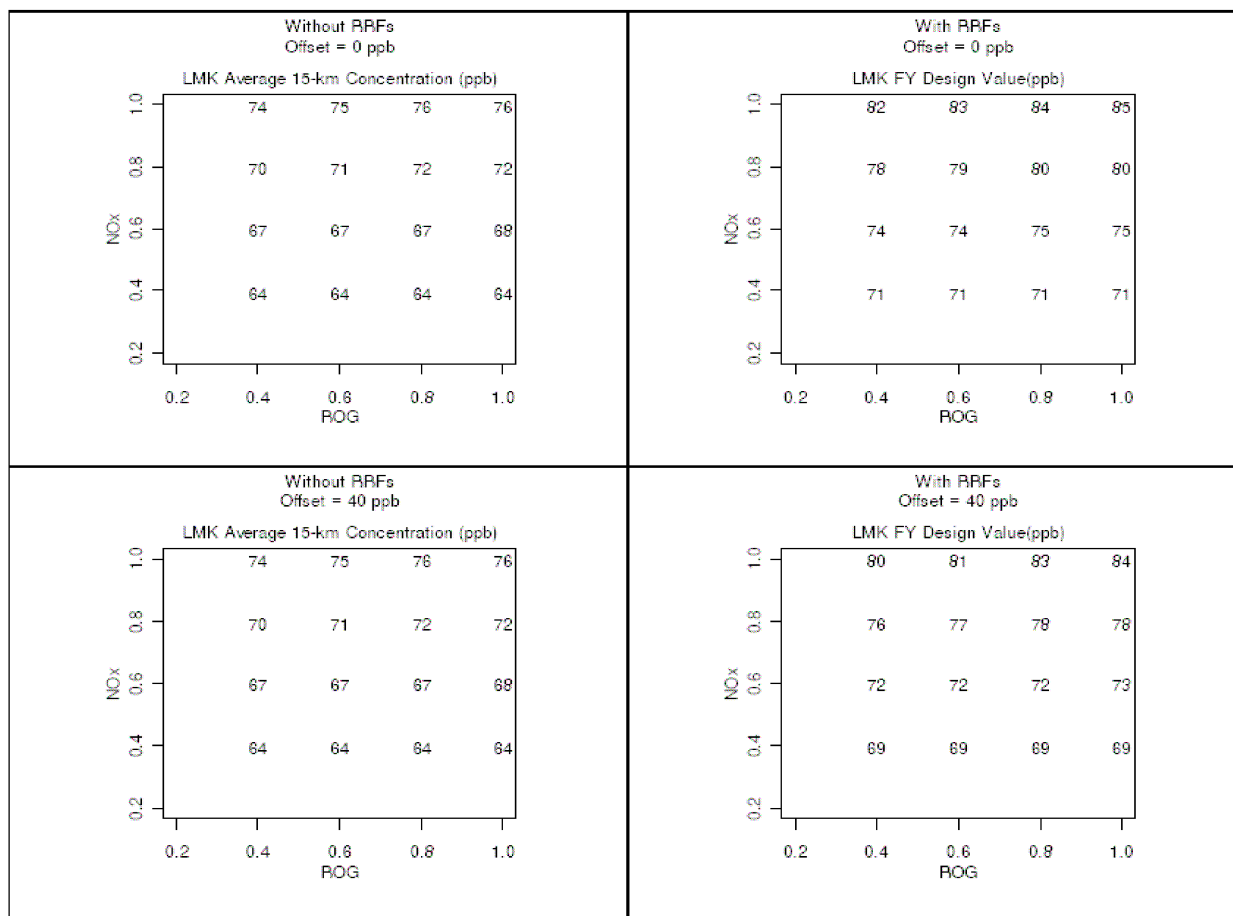 Without RRFs
Offset = 0 ppb
LMK Average 15-km Concentration (ppb)
1.0 74 75 76 76
0.8 70 71 72 72
NOx
0.6 67 67 67 68
0.4 64 64 64 64
0.2
0.2 0.4 0.6 0.8 1.0
ROG
With RRFs
Offset = 0 ppb
LMK FY Design Value(ppb)
1.0 82 83 84 85
0.8 78 79 80 80
NOx
0.6 74 74 75 75
0.4 71 71 71 71
0.2
0.2 0.4 0.6 0.8 1.0
ROG
Without RRFs
Offset = 40 ppb
LMK Average 15-km Concentration (ppb)
1.0 74 75 76 76
0.8 70 71 72 72
NOx
0.6 67 67 67 68
0.4 64 64 64 64
0.2
0.2 0.4 0.6 0.8 1.0
ROG
With RRFs
Offset = 40 ppb
LMK FY Design Value(ppb)
1.0 80 81 83 84
0.8 76 77 78 78
NOx
0.6 72 72 72 73
0.4 69 69 69 69
0.2
0.2 0.4 0.6 0.8 1.0
ROG